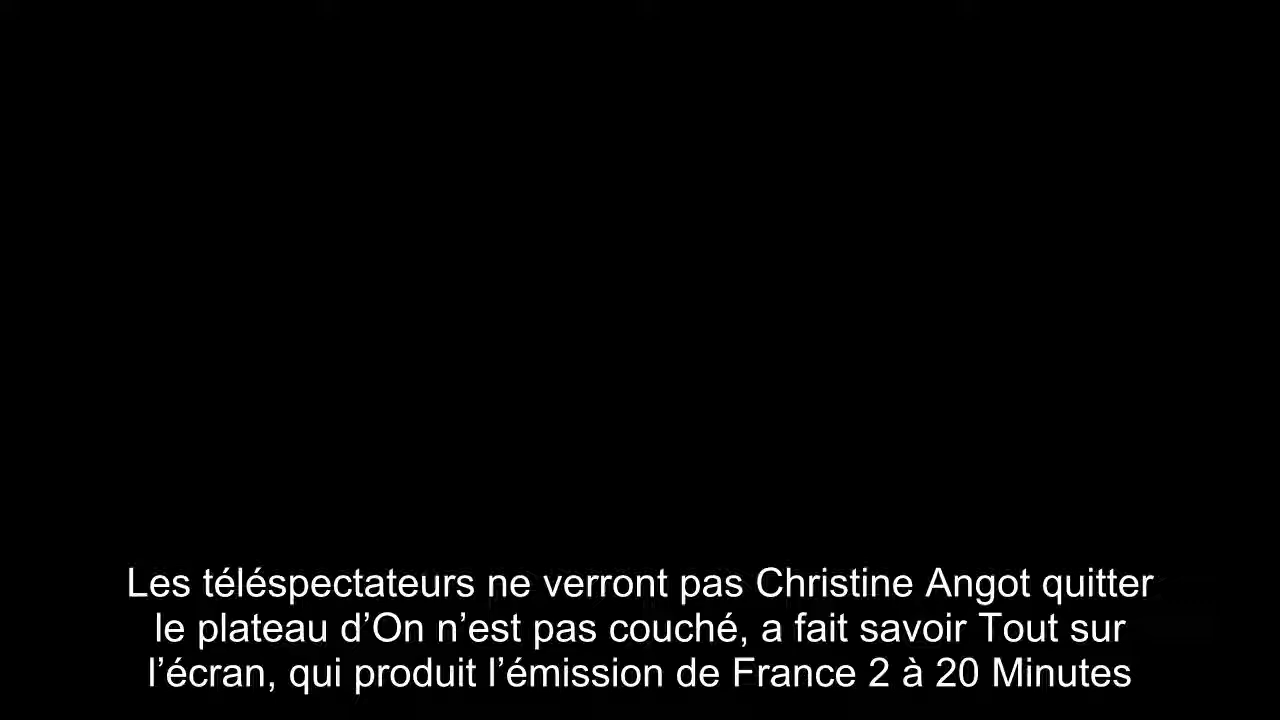 Les téléspectateurs ne verront pas Christine Angot quitter
le plateau d’On n’est pas couché, a fait savoir Tout sur
l’écran, qui produit l’émission de France 2 à 20 Minutes